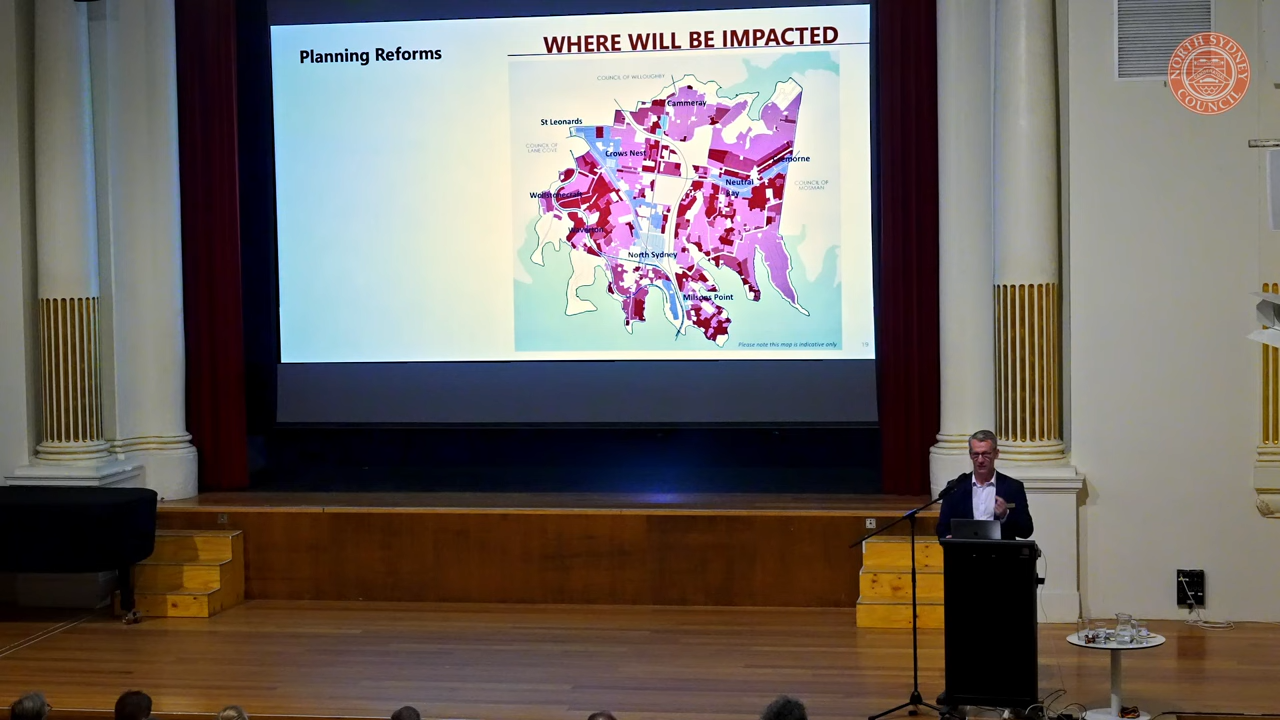 Planning Reforms
WHERE WILL BE IMPACTED
COUNCIL OF WILLOUGHBY
Cammeray
St Leonards
COUNCIL OF
LANE COVE
Crows Nest
Cremorne
Neutral
Bay
COUNCIL OF
MOSMAN
Wollstonecraft
Waverton
North Sydney
Milsons Point
Please note this map is indicative only
19
NORTH SYDNEY
COUNCIL